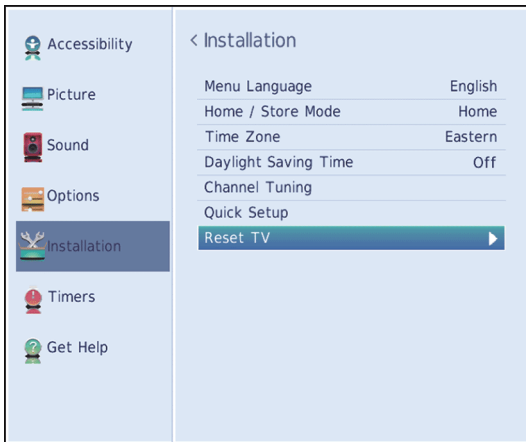 Accessibility
Picture
Sound
Options
Installation
Timers
Get Help
< Installation
Menu Language English
Home / Store Mode Home
Time Zone Eastern
Daylight Saving Time Off
Channel Tuning
Quick Setup
Reset TV